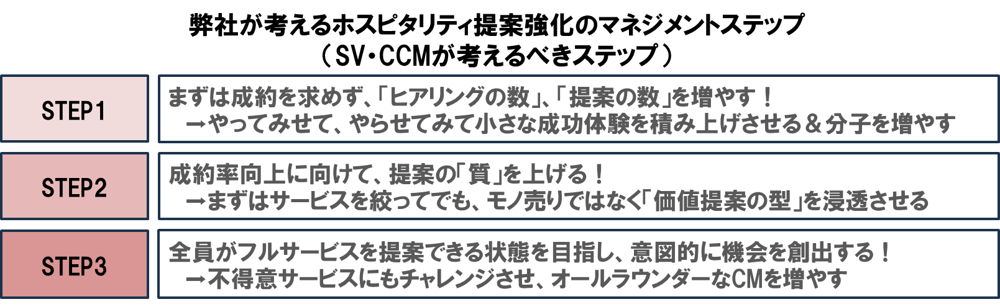 弊社が考えるホスピタリティ提案強化のマネジメントステップ
（SV・CCMが考えるべきステップ）
STEP1
まずは成約を求めず、「ヒアリングの数」、「提案の数」を増やす！
→やってみせて、やらせてみて小さな成功体験を積み上げさせる＆分子を増やす
STEP2
成約率向上に向けて、提案の「質」を上げる！
→まずはサービスを絞ってでも、モノ売りではなく「価値提案の型」を浸透させる
STEP3
全員がフルサービスを提案できる状態を目指し、意図的に機会を創出する！
→不得意サービスにもチャレンジさせ、オールラウンダーなCMを増やす